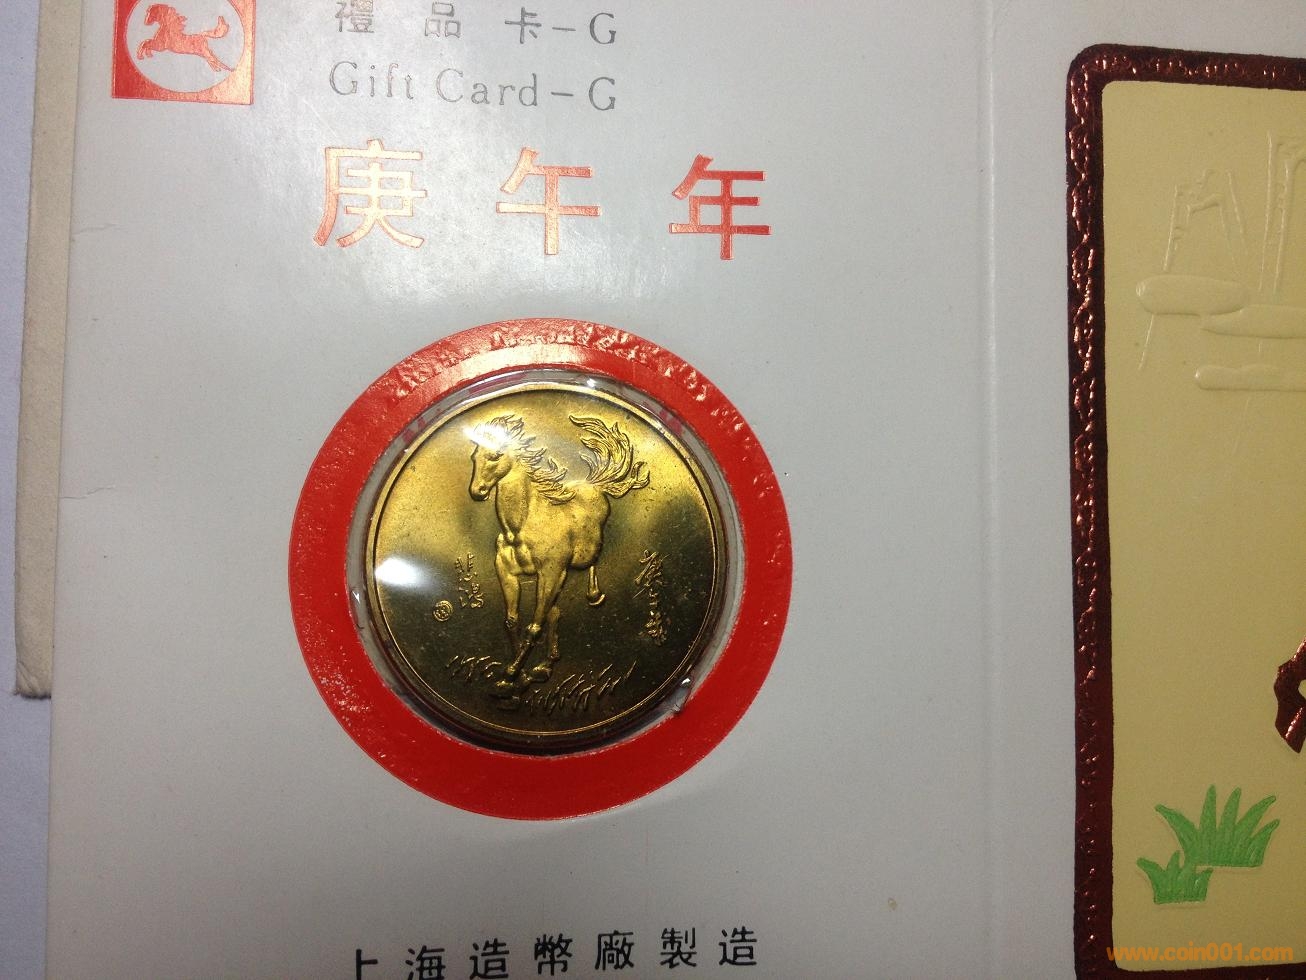 禮品卡-G
Gift Card-G
庚午年
悲鴻
上海造幣廠製造
www.coin001.com